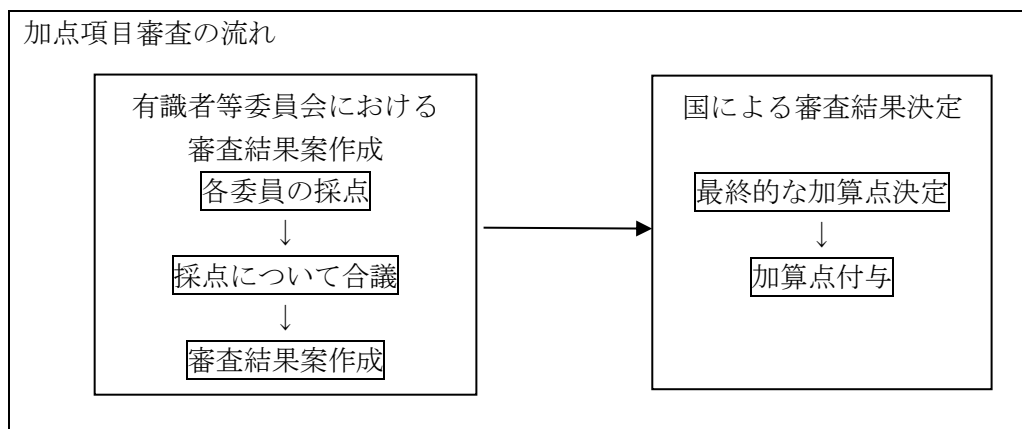 加点項目審査の流れ
有識者等委員会における
審査結果案作成
各委員の採点
↓
採点について合議
↓
審査結果案作成
国による審査結果決定
最終的な加算点決定
↓
加算点付与